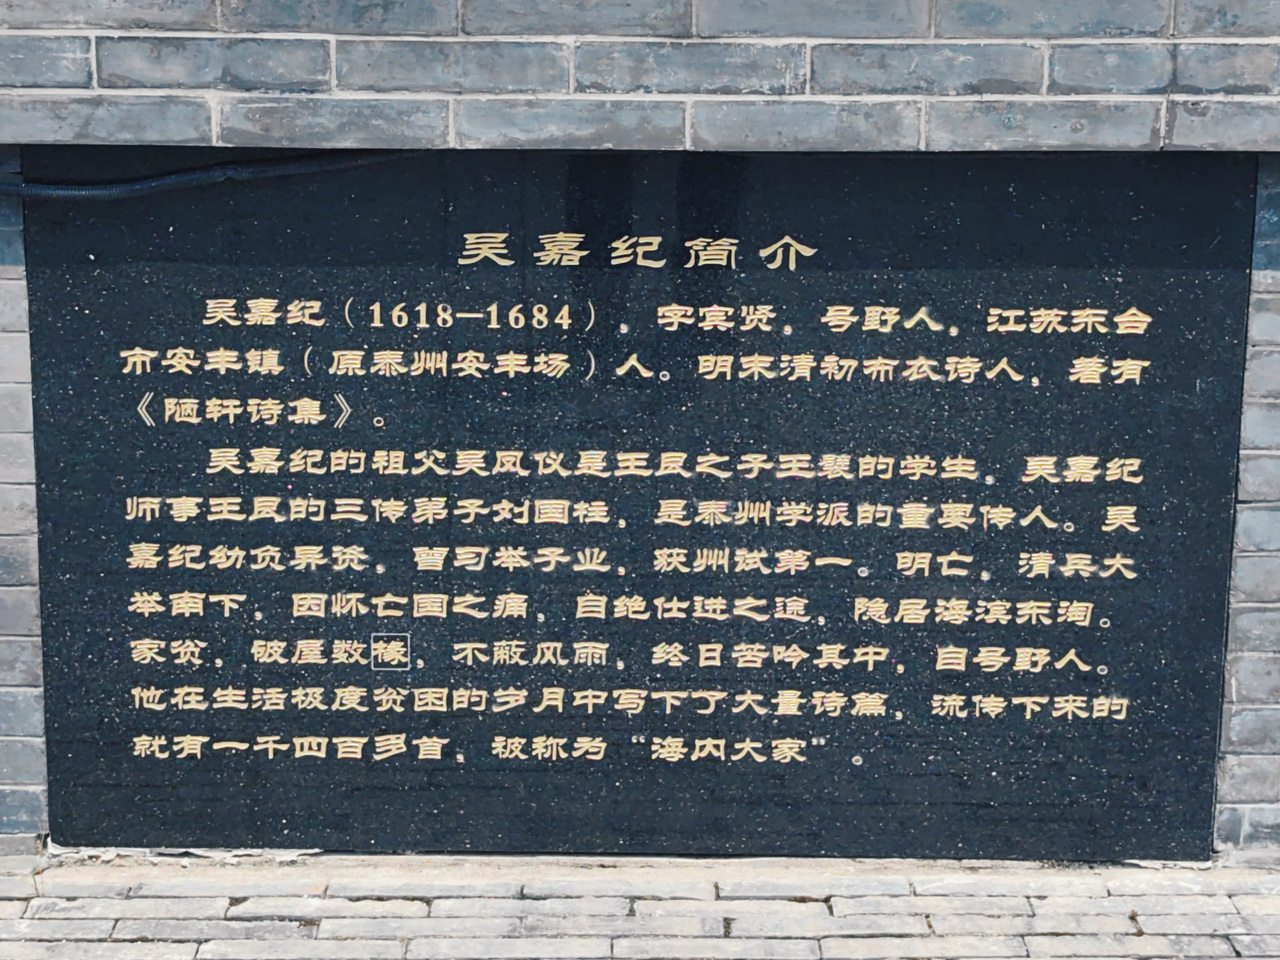 吴嘉纪简介
吴嘉纪（1618—1684），字宾贤，号野人，江苏东台
市安丰镇（原泰州安丰场）人。明末清初布衣诗人，著有
《陋轩诗集》。
吴嘉纪的祖父吴凤仪是王艮之子王襞的学生，吴嘉纪
师事王艮的三传弟子刘国柱，是泰州学派的重要传人。吴
嘉纪幼负异资，曾习举子业，获州试第一。明亡，清兵大
举南下，因怀亡国之痛，自绝仕进之途，隐居海滨东淘。
家贫，破屋数椽，不蔽风雨，终日苦吟其中，自号野人。
他在生活极度贫困的岁月中写下了大量诗篇，流传下来的
就有一千四百多首，被称为“海内大家”。